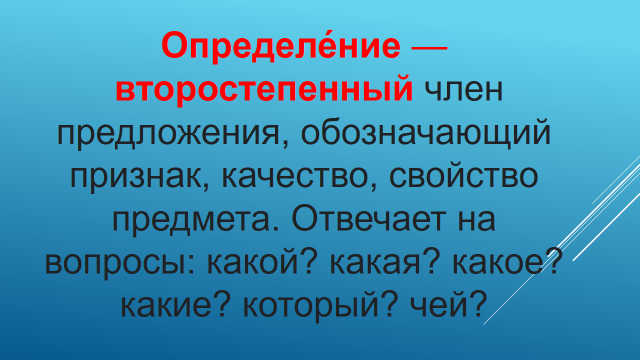 Определе́ние —
второстепенный член
предложения, обозначающий
признак, качество, свойство
предмета. Отвечает на
вопросы: какой? какая? какое?
какие? который? чей?